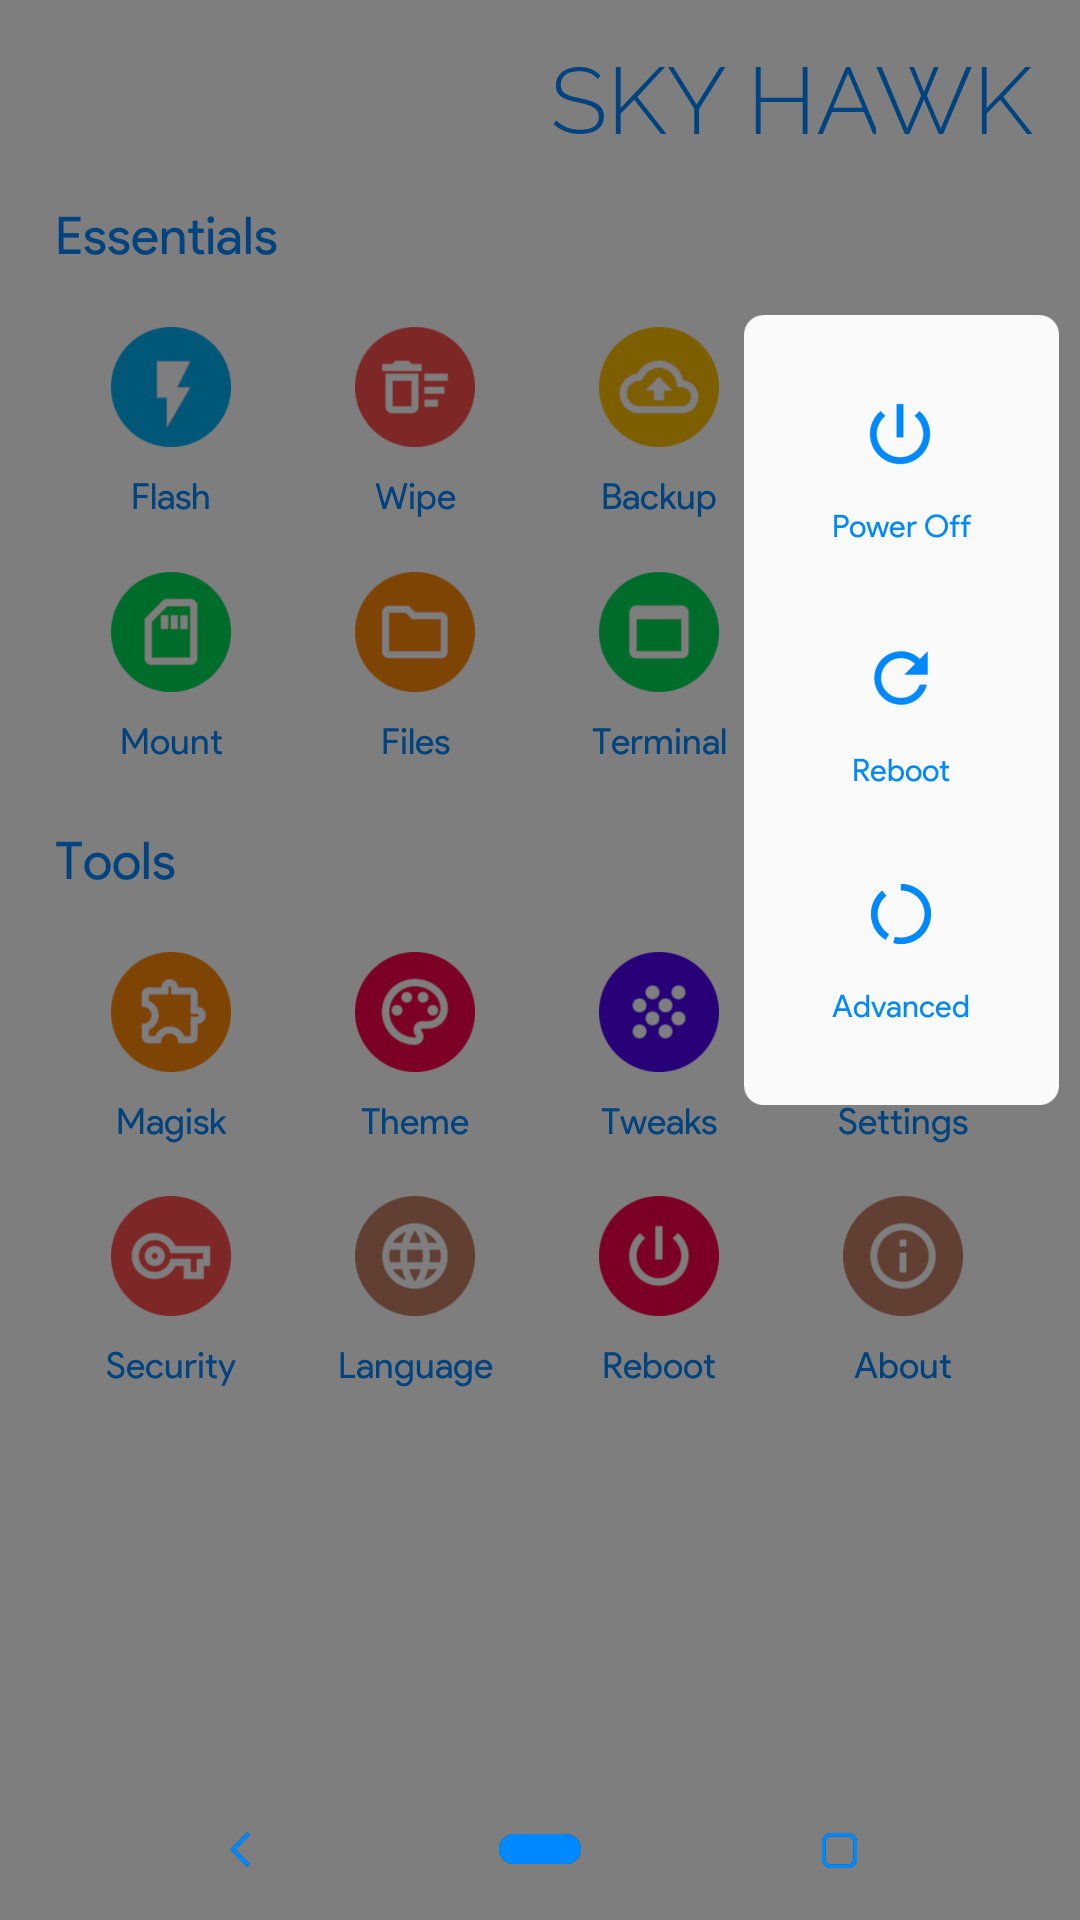 SKY HAWK
Essentials
Flash
Wipe
Backup
Mount
Files
Terminal
Power Off
Reboot
Advanced
Tools
Magisk
Theme
Tweaks
Settings
Security
Language
Reboot
About